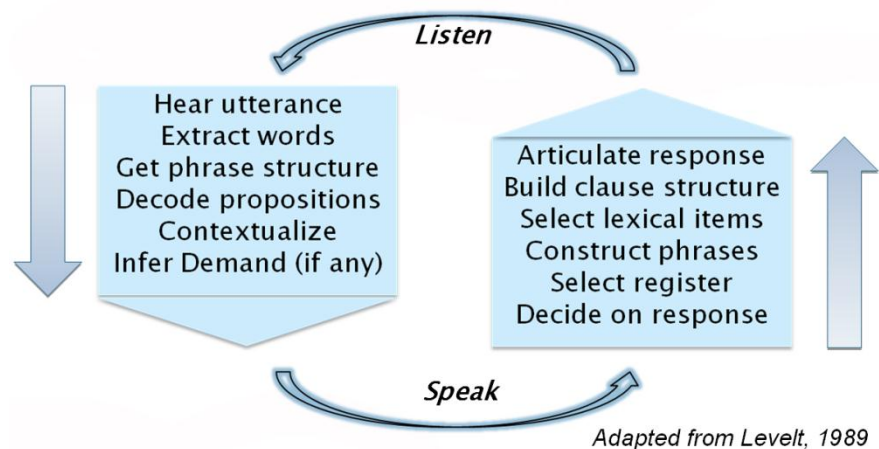 Listen
Hear utterance
Extract words
Get phrase structure
Decode propositions
Contextualize
Infer Demand (if any)
Articulate response
Build clause structure
Select lexical items
Construct phrases
Select register
Decide on response
Speak
Adapted from Levelt, 1989